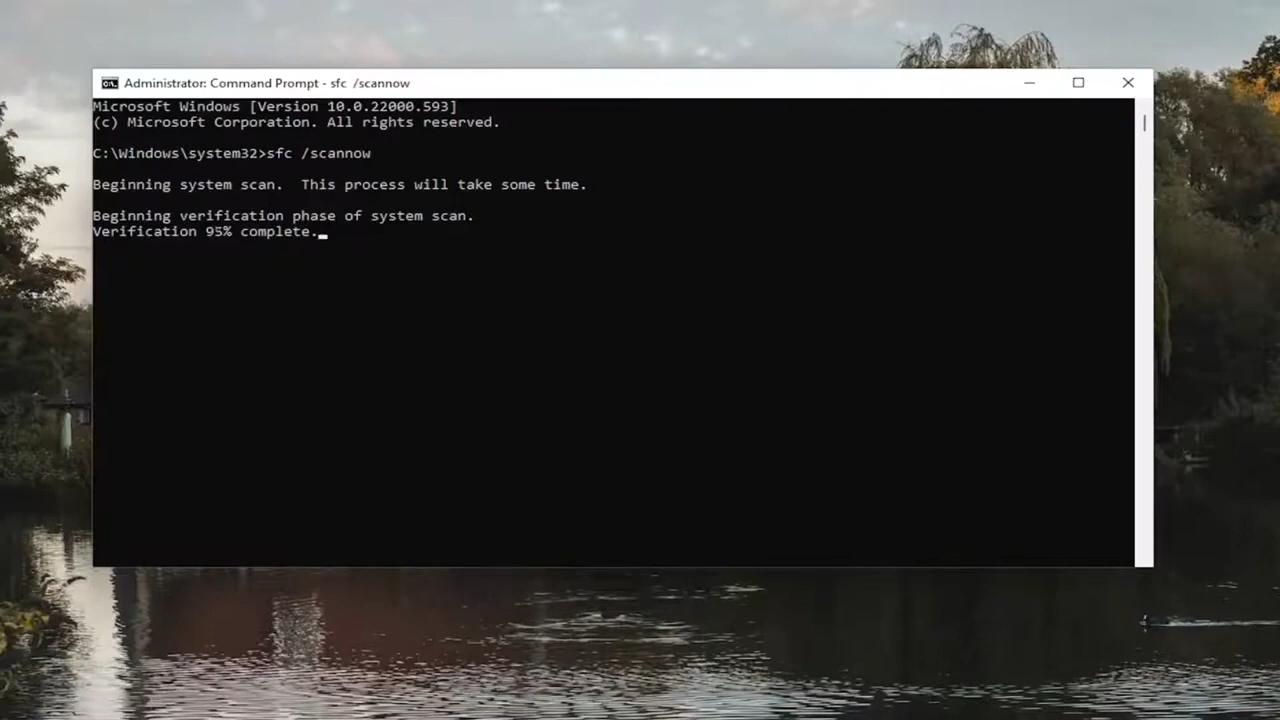 Administrator: Command Prompt - sfc  /scannow
Microsoft Windows [Version 10.0.22000.593]
(c) Microsoft Corporation. All rights reserved.
C:\Windows\system32>sfc /scannow
Beginning system scan.  This process will take some time.
Beginning verification phase of system scan.
Verification 95% complete.